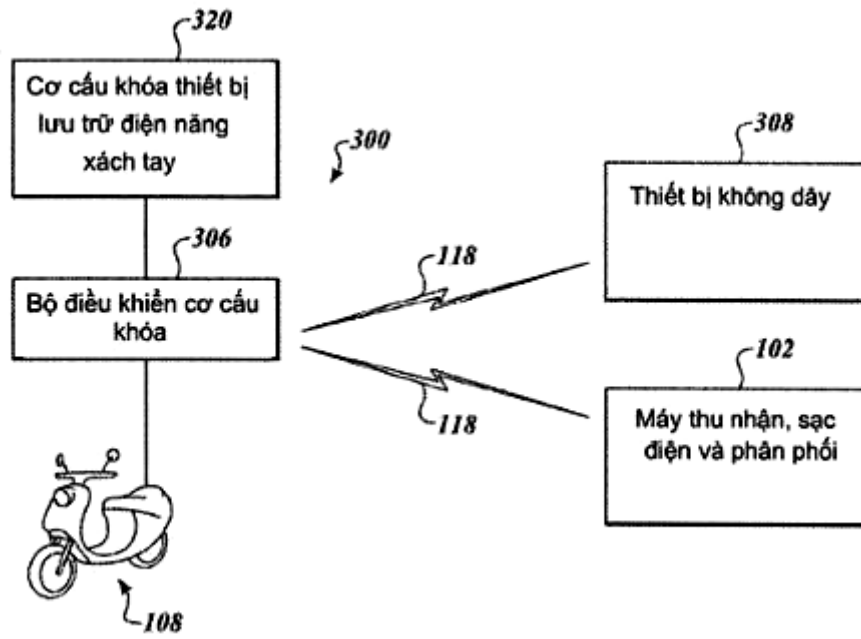 320
Cơ cấu khóa thiết bị
lưu trữ điện năng
xách tay
300
308
Thiết bị không dây
306
118
Bộ điều khiển cơ cấu
khóa
102
118
Máy thu nhận, sạc
điện và phân phối
108